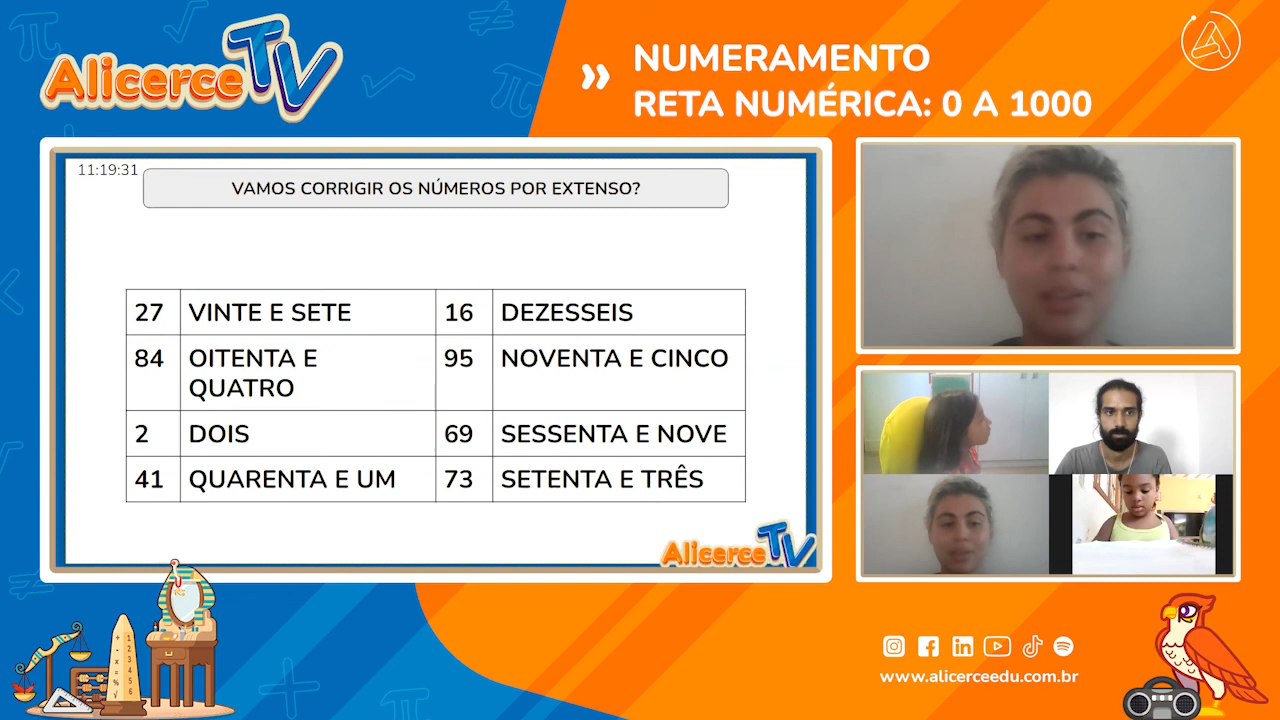 AlicerceTV
NUMERAMENTO
RETA NUMÉRICA: 0 A 1000
11:19:31
VAMOS CORRIGIR OS NÚMEROS POR EXTENSO?
27 VINTE E SETE 16 DEZESSEIS
84 OITENTA E 95 NOVENTA E CINCO
QUATRO
2 DOIS 69 SESSENTA E NOVE
41 QUARENTA E UM 73 SETENTA E TRÊS
AlicerceTV
www.alicerceedu.com.br